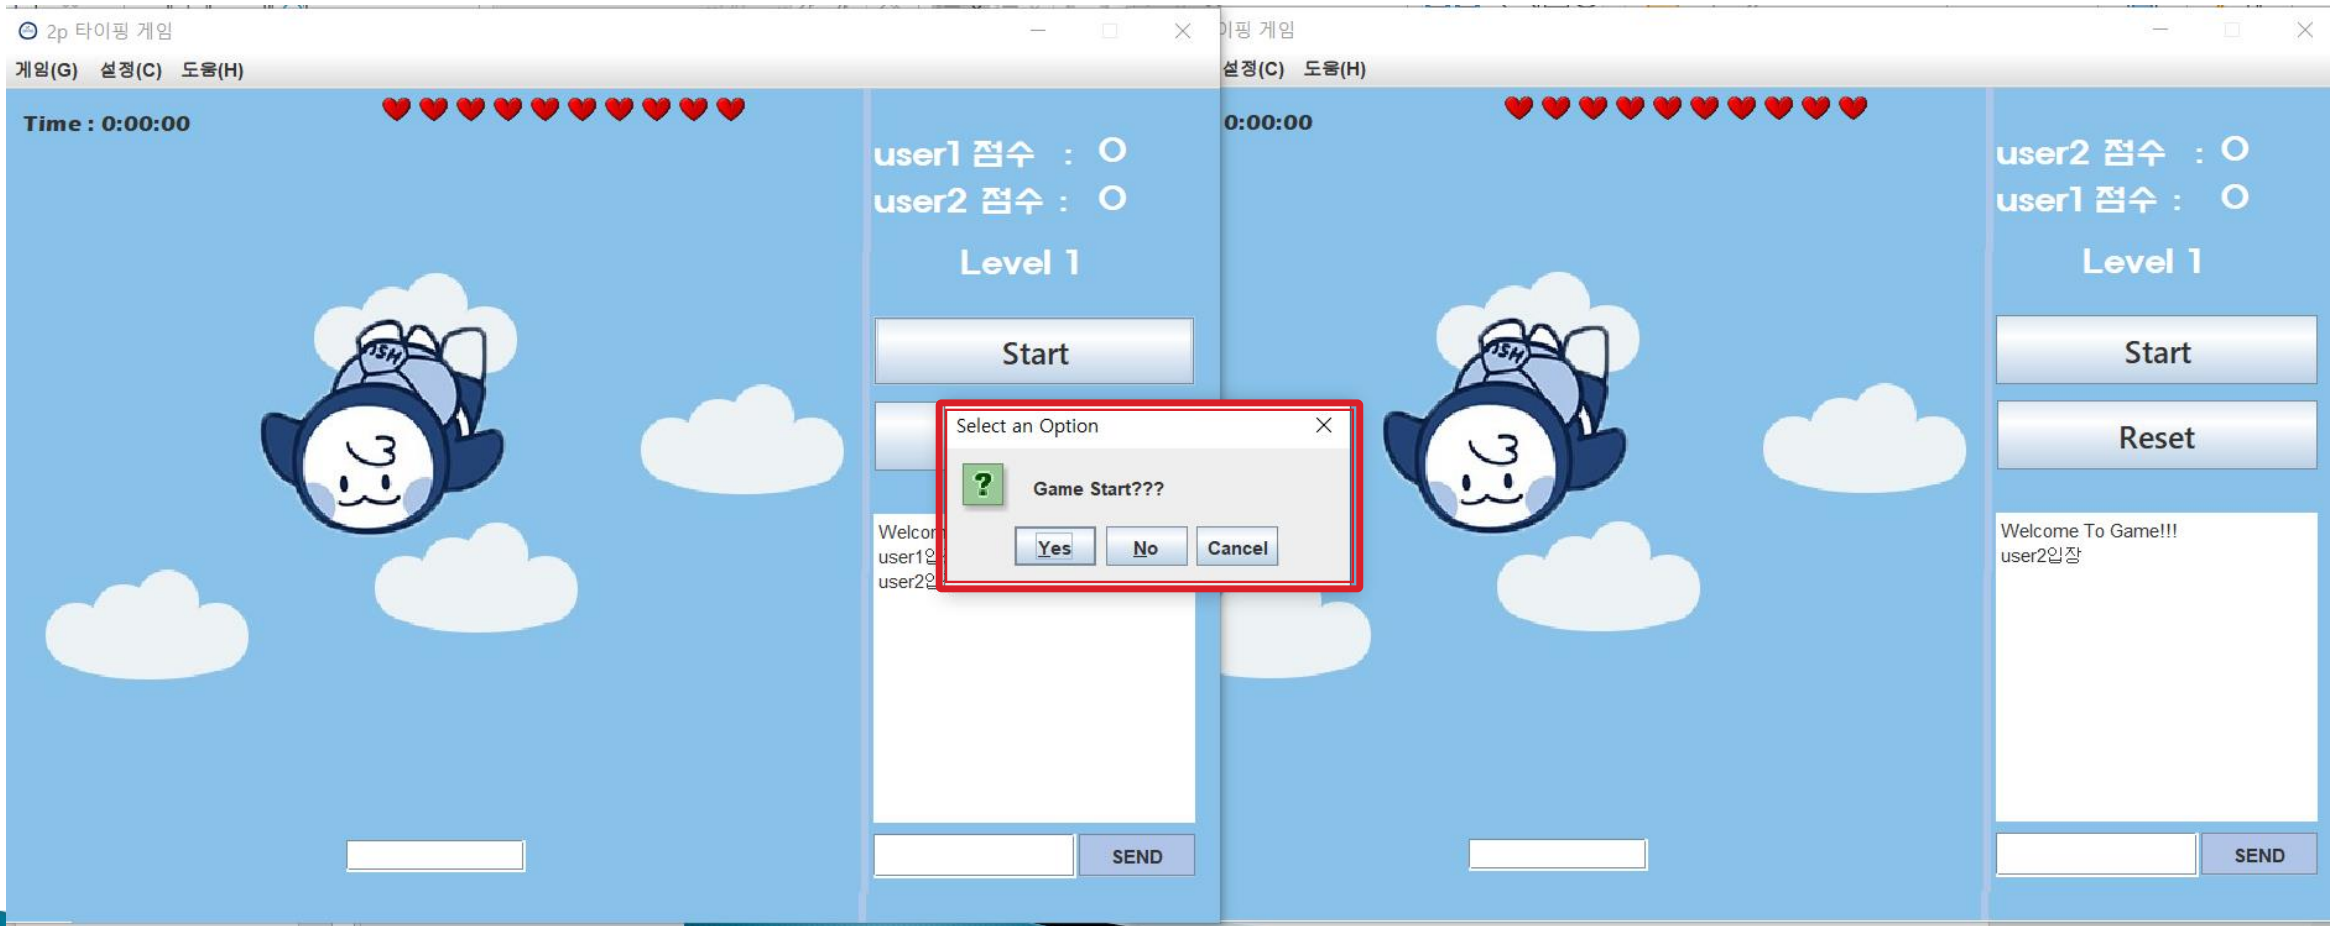 2p 타이핑 게임
게임(G) 설정(C) 도움(H)
Time : 0:00:00
user1 점수 : 0
user2 점수 : 0
Level 1
Start
Welcom
user1입
user2입
SEND
Select an Option
Game Start???
Yes No Cancel
이핑 게임
설정(C) 도움(H)
0:00:00
user2 점수 : 0
user1 점수 : 0
Level 1
Start
Reset
Welcome To Game!!!
user2입장
SEND
HSU
HSU